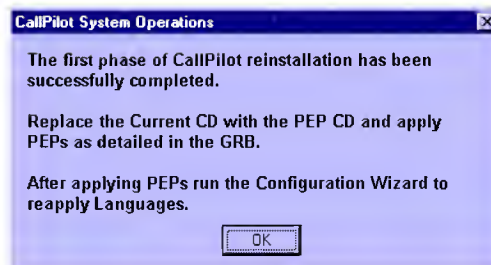 CallPilot System Operations
The first phase of CallPilot reinstallation has been
successfully completed.
Replace the Current CD with the PEP CD and apply
PEPs as detailed in the GRB.
After applying PEPs run the Configuration Wizard to
reapply Languages.
OK